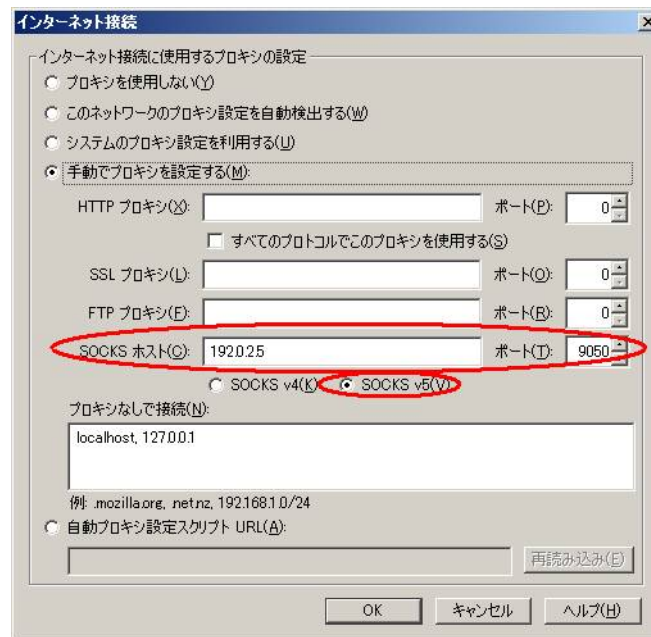 インターネット接続
インターネット接続に使用するプロキシの設定
プロキシを使用しない(Y)
このネットワークのプロキシ設定を自動検出する(W)
システムのプロキシ設定を利用する(U)
手動でプロキシを設定する(M):
HTTP プロキシ(X): ポート(P): 0
すべてのプロトコルでこのプロキシを使用する(S)
SSL プロキシ(L): ポート(O): 0
FTP プロキシ(F): ポート(R): 0
SOCKS ホスト(C): 192.0.2.5 ポート(T): 9050
SOCKS v4(K) SOCKS v5(V)
プロキシなしで接続(N):
localhost, 127.0.0.1
例: .mozilla.org, .net.nz, 192.168.1.0/24
自動プロキシ設定スクリプト URL(A):
再読み込み(E)
OK キャンセル ヘルプ(H)